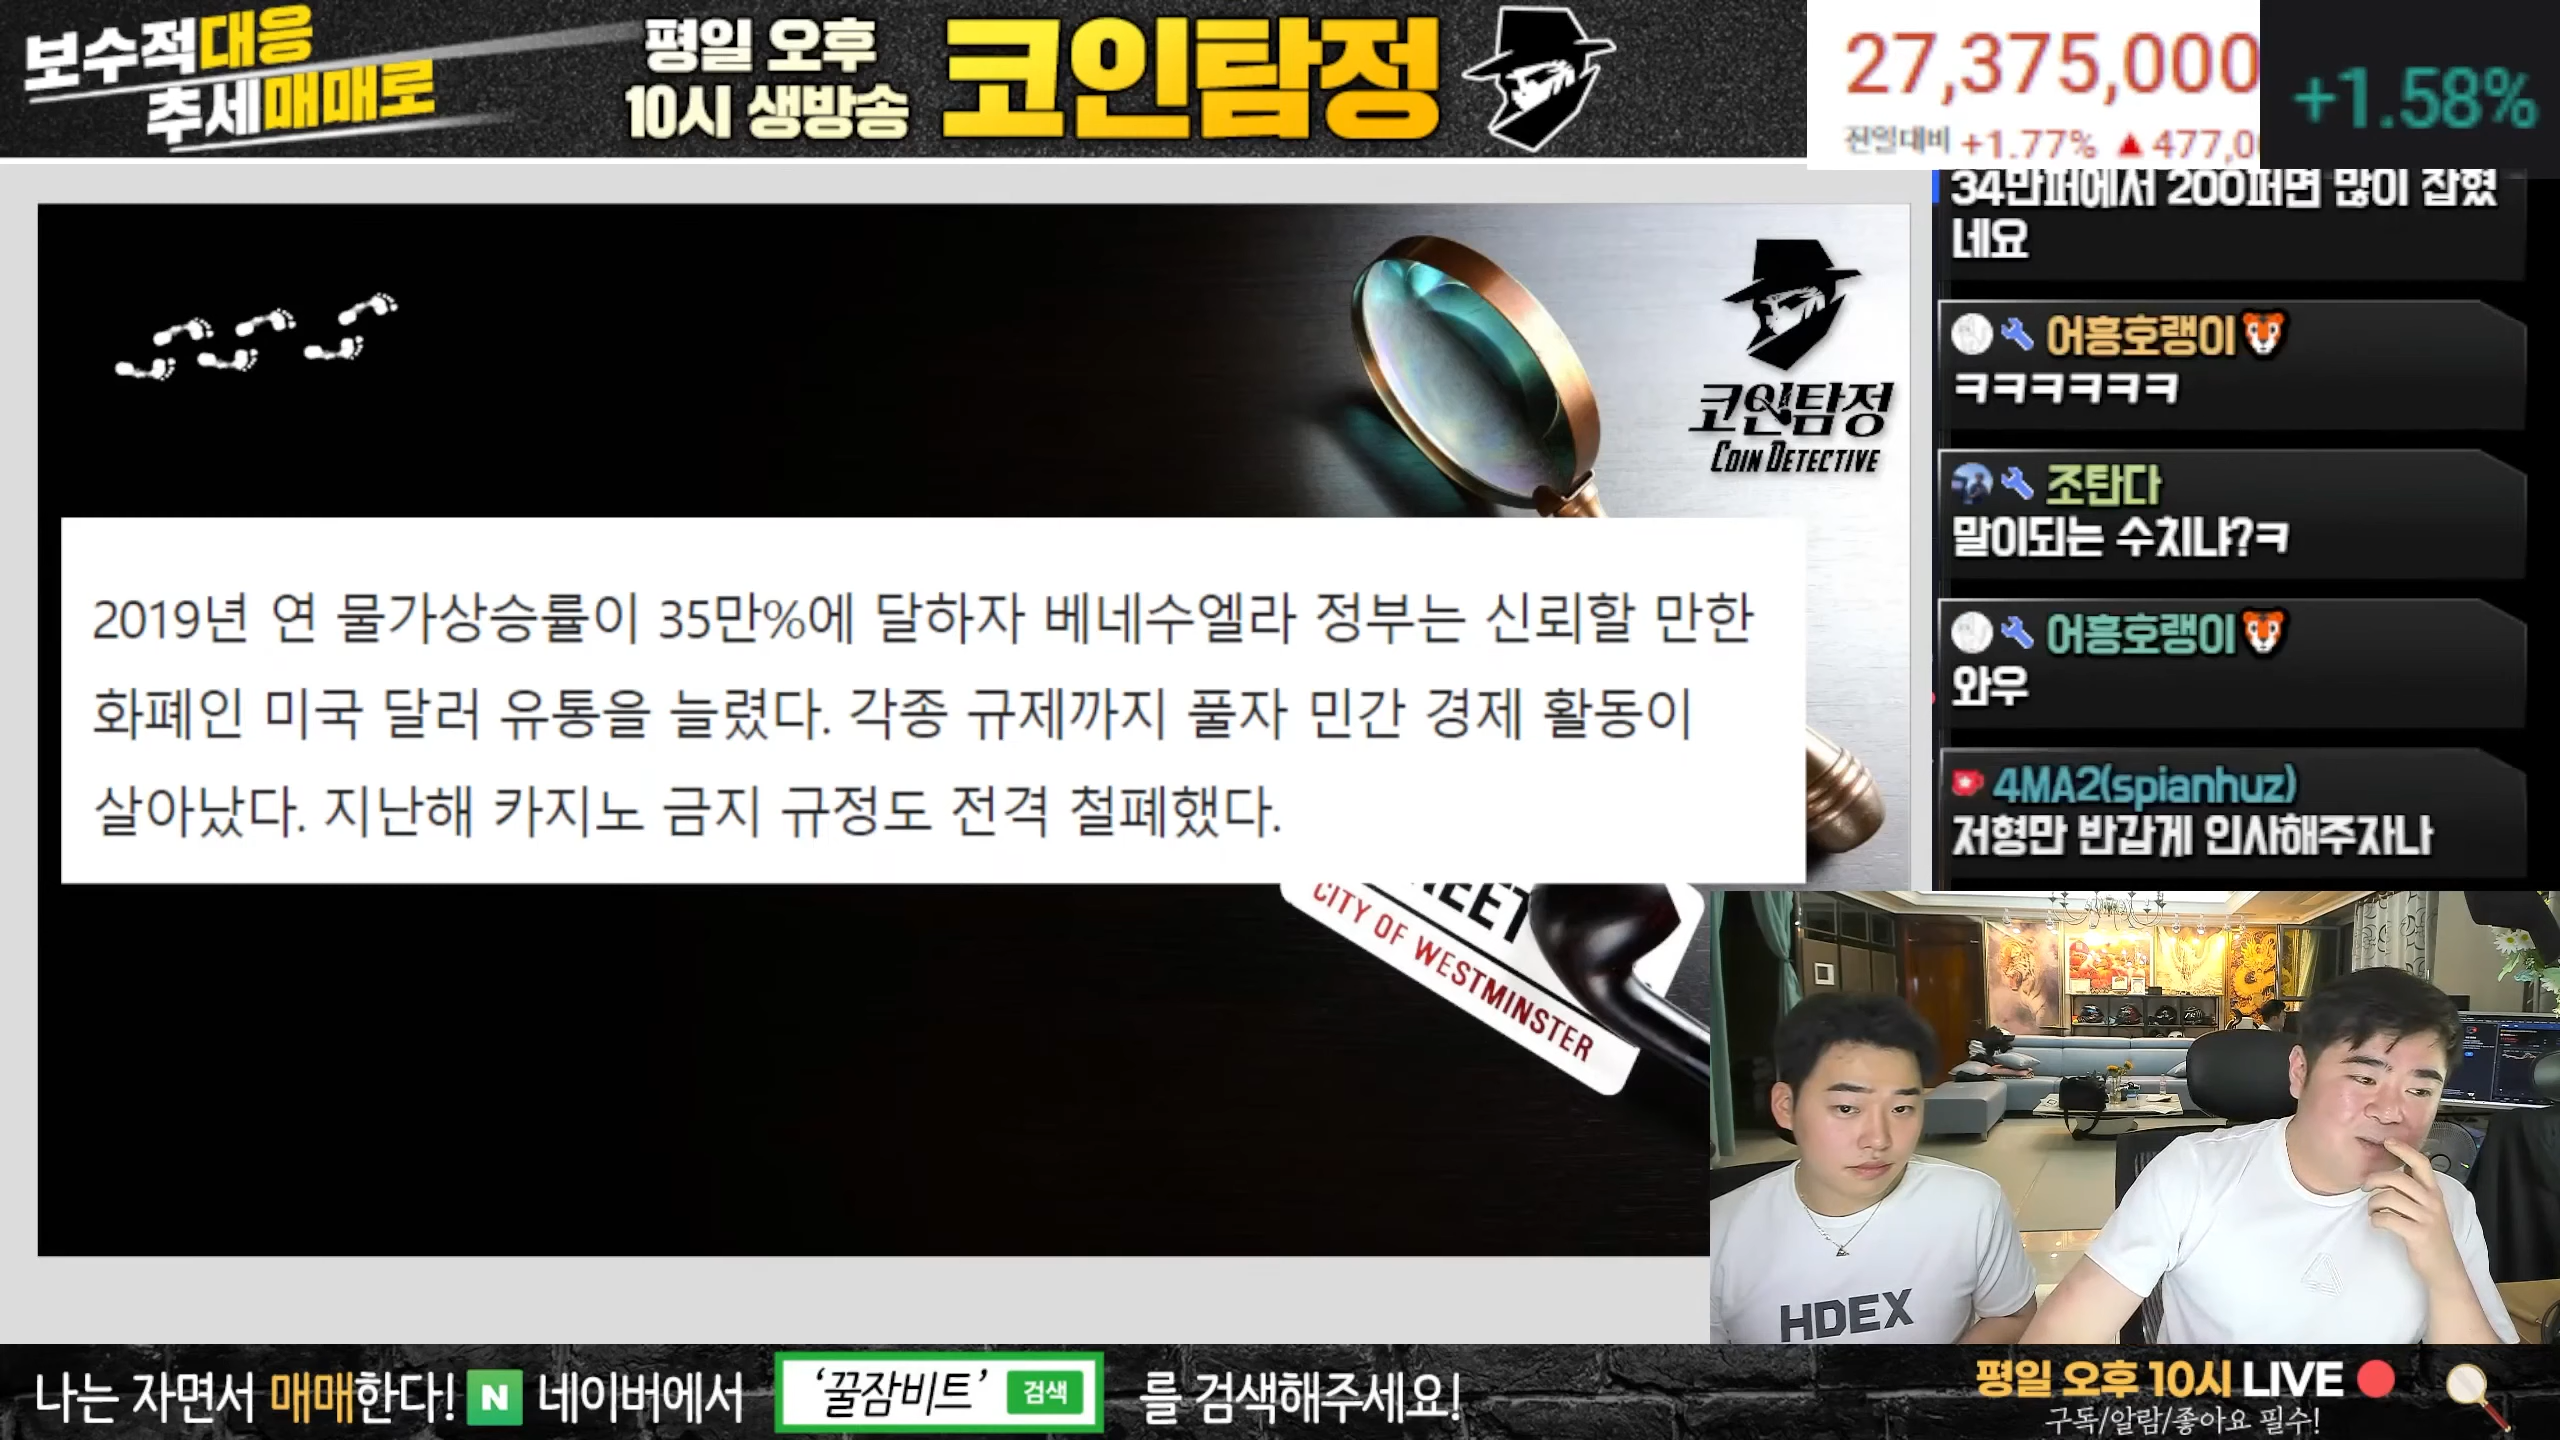 보수적대응
추세매매로
평일 오후
10시 생방송
코인탐정
27,375,000
전일대비 +1.77% ▲477,0
+1.58%
34만퍼에서 200퍼면 많이 잡혔
네요
어흥호랭이🐯
ㅋㅋㅋㅋㅋㅋ
조탄다
말이되는 수치냐?ㅋ
어흥호랭이🐯
와우
4MA2(spianhuz)
저형만 반갑게 인사해주자나
코인탐정
COIN DETECTIVE
2019년 연 물가상승률이 35만%에 달하자 베네수엘라 정부는 신뢰할 만한
화폐인 미국 달러 유통을 늘렸다. 각종 규제까지 풀자 민간 경제 활동이
살아났다. 지난해 카지노 금지 규정도 전격 철폐했다.
CITY OF WESTMINSTER
HDEX
나는 자면서 매매한다! N 네이버에서 '꿀잠비트' 검색 를 검색해주세요!
평일 오후 10시 LIVE
구독/알람/좋아요 필수!